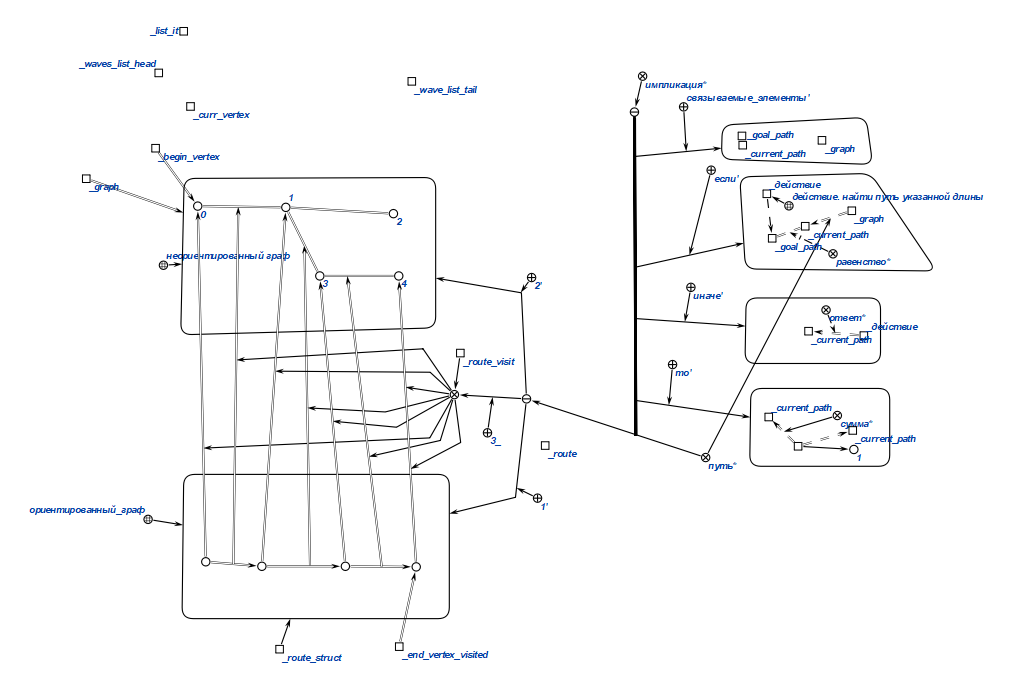 _list_it
_waves_list_head
_wave_list_tail
_curr_vertex
_begin_vertex
_graph
0
1
2
неориентированный граф
3
4
2'
_route_visit
3_
_route
1'
ориентированный_граф
_route_struct
_end_vertex_visited
импликация*
связываемые_элементы'
_goal_path
_current_path
_graph
если'
_действие
действие. найти путь указанной длины
_graph
_current_path
_goal_path
равенство*
иначе'
ответ*
_действие
_current_path
то'
_current_path
сумма*
_current_path
1
путь*